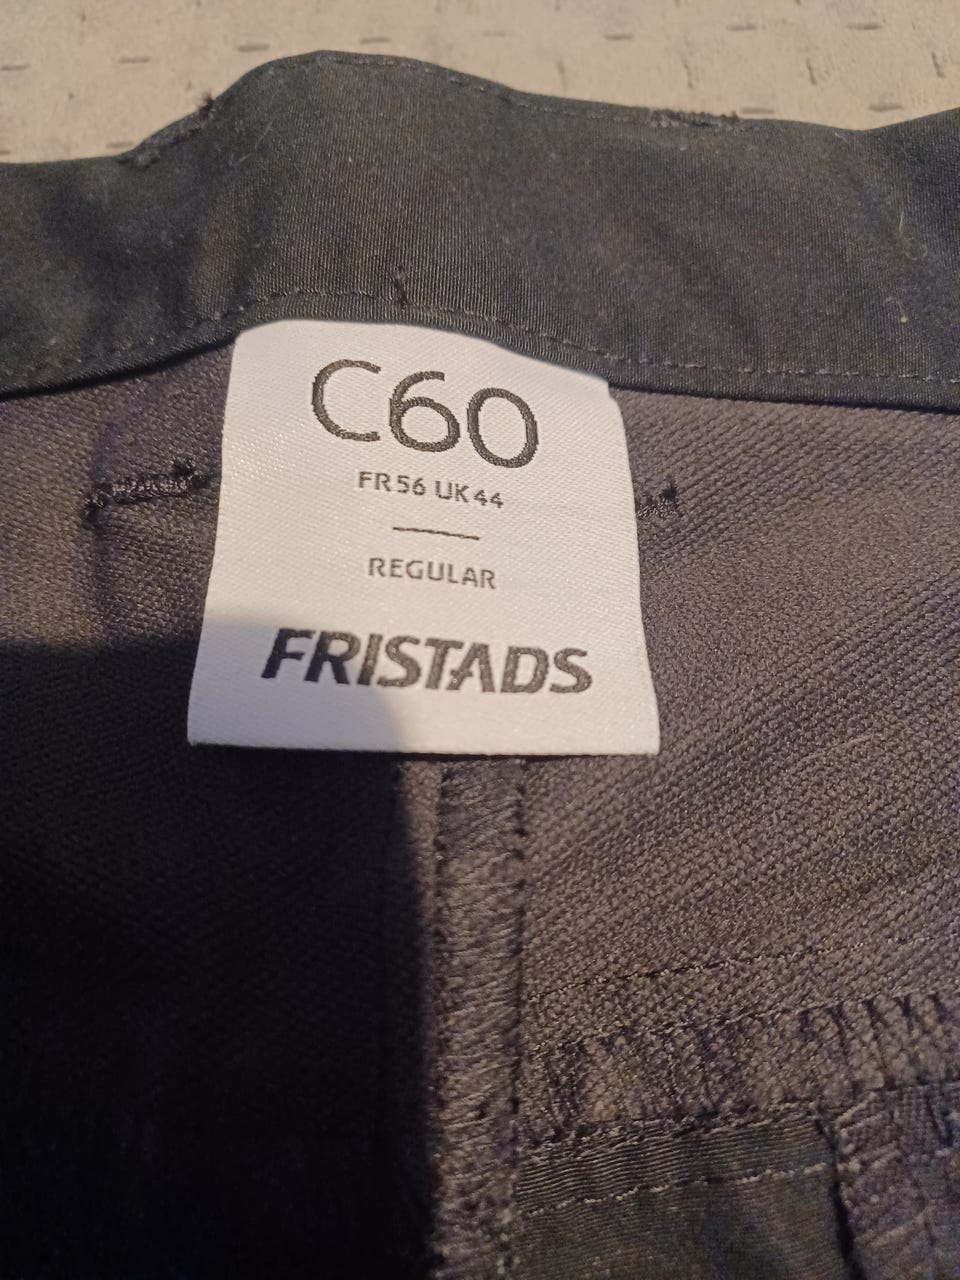 C60
FR56 UK44
REGULAR
FRISTADS